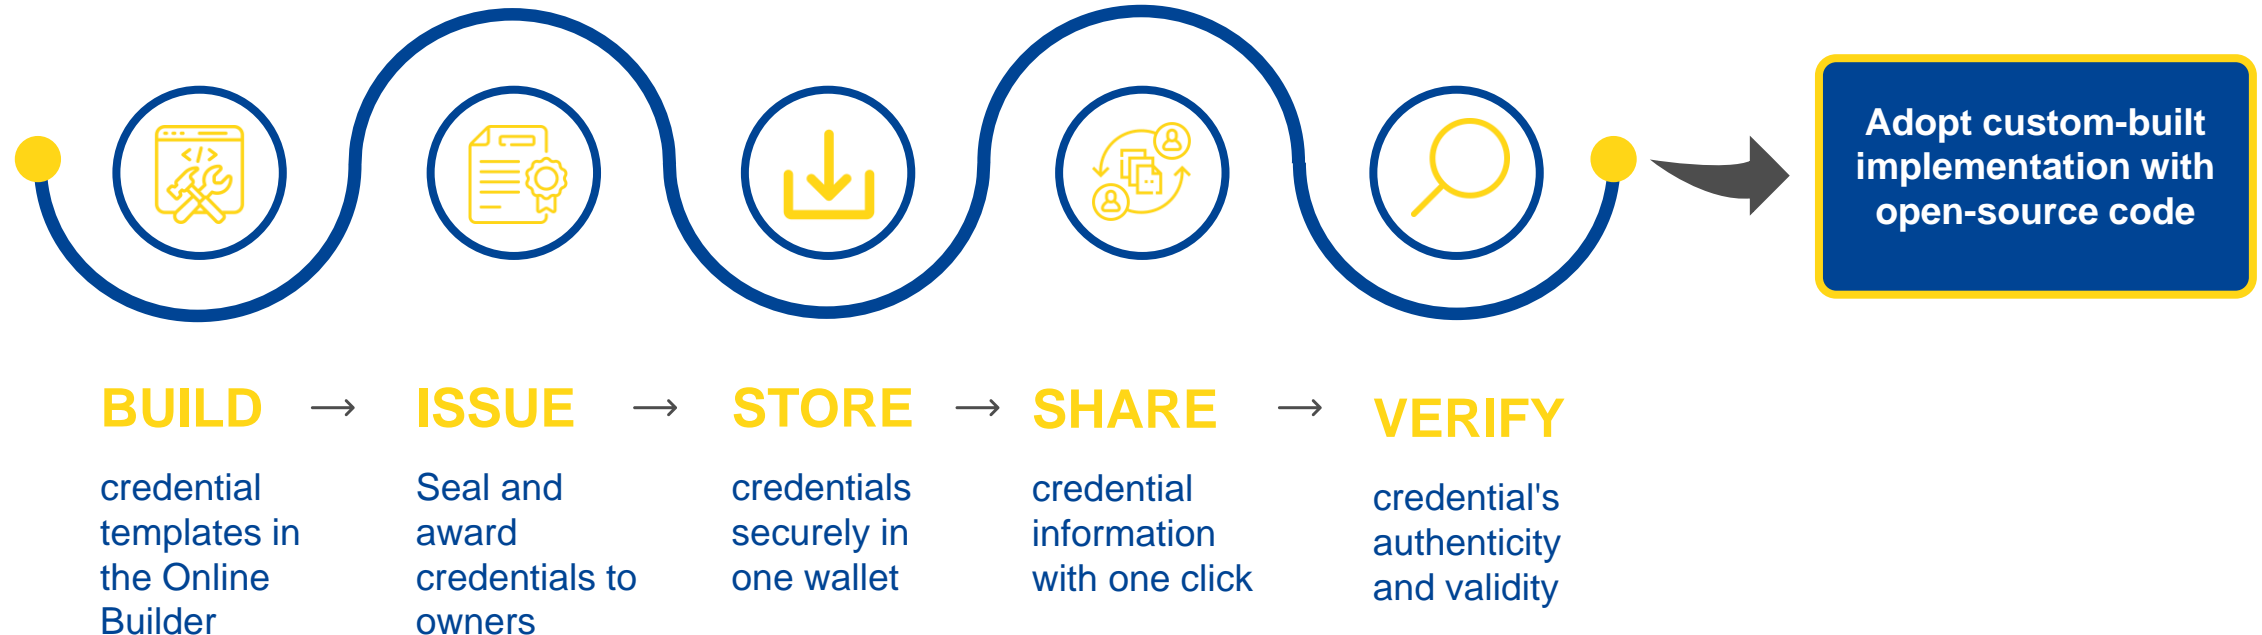 Adopt custom-built
implementation with
open-source code
BUILD
credential
templates in
the Online
Builder
ISSUE
Seal and
award
credentials to
owners
STORE
credentials
securely in
one wallet
SHARE
credential
information
with one click
VERIFY
credential's
authenticity
and validity